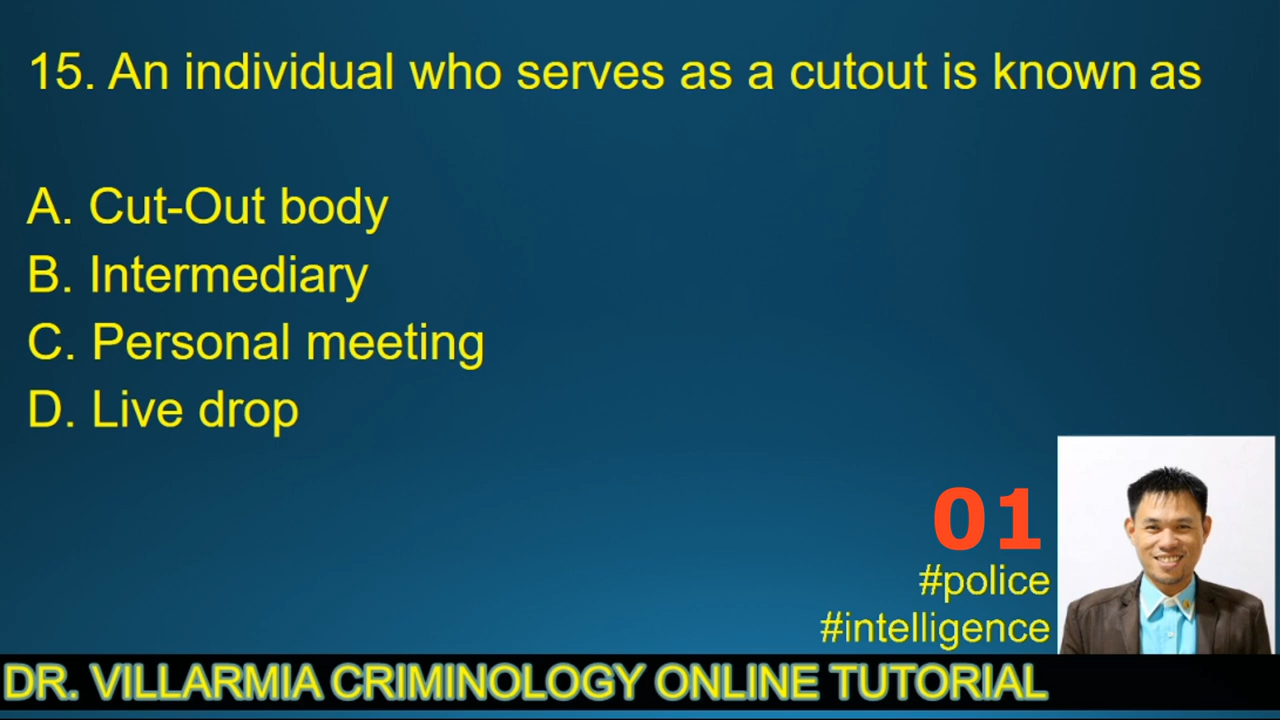 15. An individual who serves as a cutout is known as
A. Cut-Out body
B. Intermediary
C. Personal meeting
D. Live drop
01
#police
#intelligence
DR. VILLARMIA CRIMINOLOGY ONLINE TUTORIAL